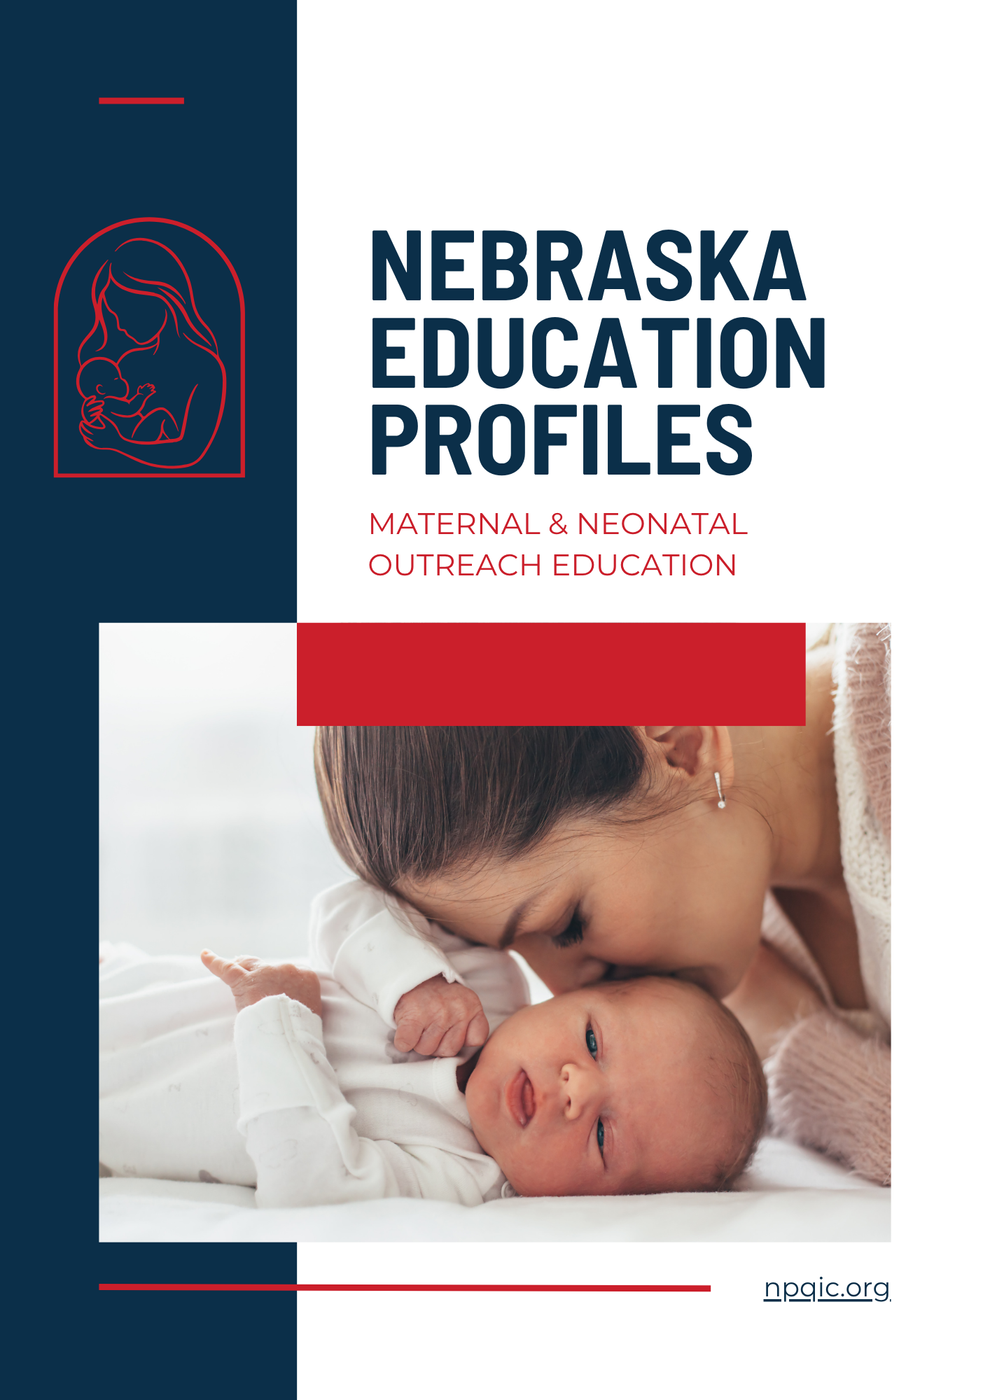 NEBRASKA
EDUCATION
PROFILES
MATERNAL & NEONATAL
OUTREACH EDUCATION
npqic.org